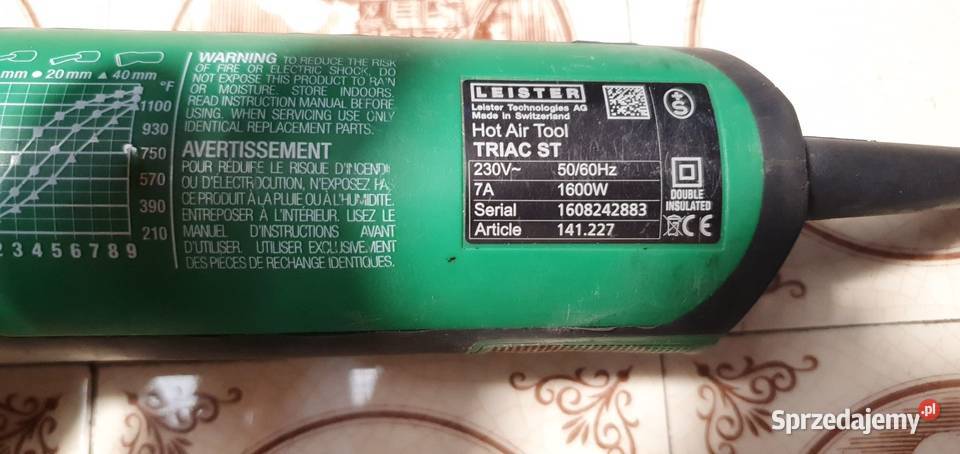 mm ● 20 mm ▲ 40 mm °F
1100
930
750
570
390
210
2 3 4 5 6 7 8 9
WARNING TO REDUCE THE RISK
OF FIRE OR ELECTRIC SHOCK, DO
NOT EXPOSE THIS PRODUCT TO RAIN
OR MOISTURE. STORE INDOORS.
READ INSTRUCTION MANUAL BEFORE
USING. WHEN SERVICING USE ONLY
IDENTICAL REPLACEMENT PARTS.
AVERTISSEMENT
POUR RÉDUIRE LE RISQUE D'INCENDIE
OU D'ELECTROCUTION, N'EXPOSEZ PAS
CE PRODUIT À LA PLUIE OU À L'HUMIDITÉ.
ENTREPOSER À L'INTÉRIEUR. LISEZ LE
MANUEL D'INSTRUCTIONS AVANT
D'UTILISER. UTILISER EXCLUSIVEMENT
DES PIECES DE RECHANGE IDENTIQUES.
LEISTER
Leister Technologies AG
Made in Switzerland
Hot Air Tool
TRIAC ST
230V~ 50/60Hz
7A 1600W
Serial 1608242883
Article 141.227
S
DOUBLE
INSULATED
CE
Sprzedajemy.pl